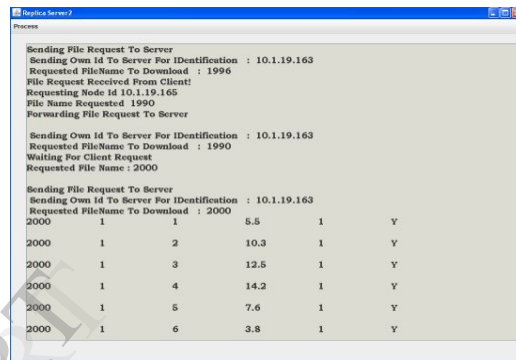 Replica Server2
Process
Sending File Request To Server
Sending Own Id To Server For IDentification : 10.1.19.163
Requested FileName To Download : 1996
File Request Received From Client!
Requesting Node Id 10.1.19.165
File Name Requested 1990
Forwarding File Request To Server
Sending Own Id To Server For IDentification : 10.1.19.163
Requested FileName To Download : 1990
Waiting For Client Request
Requested File Name : 2000
Sending File Request To Server
Sending Own Id To Server For IDentification : 10.1.19.163
Requested FileName To Download : 2000
2000 1 1 5.5 1 Y
2000 1 2 10.3 1 Y
2000 1 3 12.5 1 Y
2000 1 4 14.2 1 Y
2000 1 5 7.6 1 Y
2000 1 6 3.8 1 Y